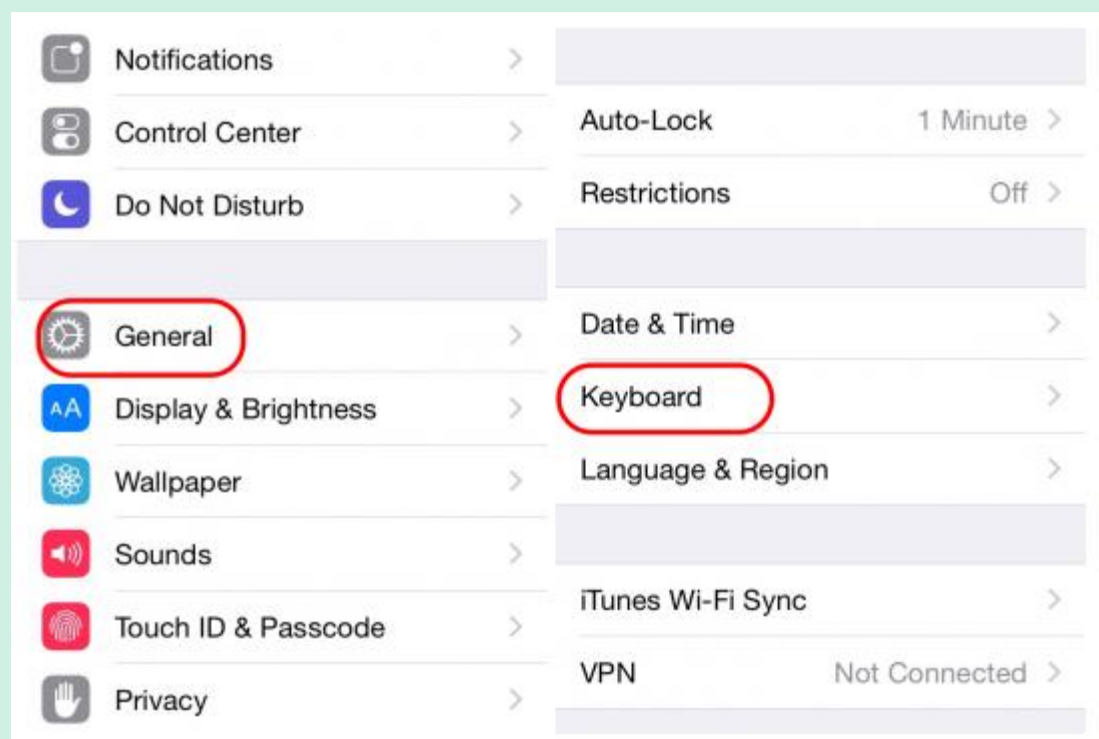 Notifications
Control Center
Do Not Disturb
General
Display & Brightness
Wallpaper
Sounds
Touch ID & Passcode
Privacy
Auto-Lock 1 Minute
Restrictions Off
Date & Time
Keyboard
Language & Region
iTunes Wi-Fi Sync
VPN Not Connected